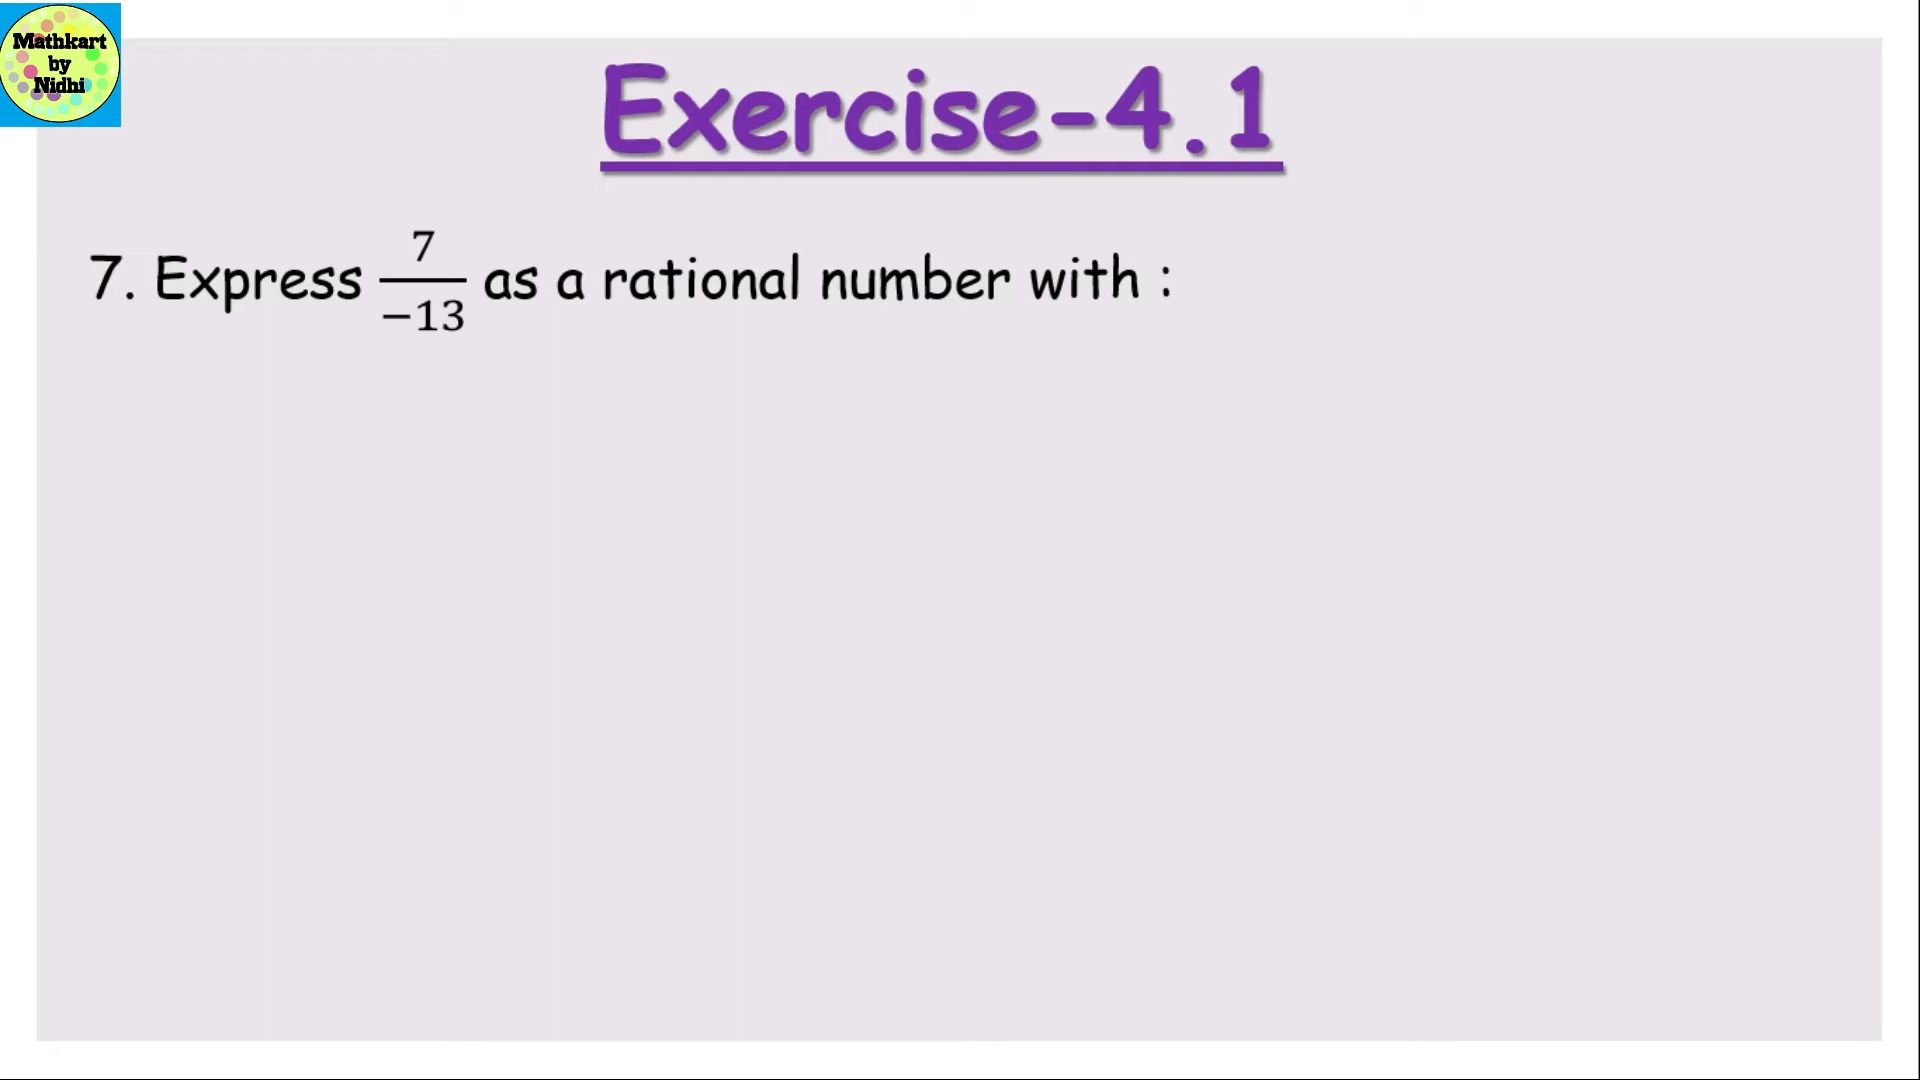 Mathkart
by
Nidhi
Exercise-4.1
7. Express 7/−13 as a rational number with :